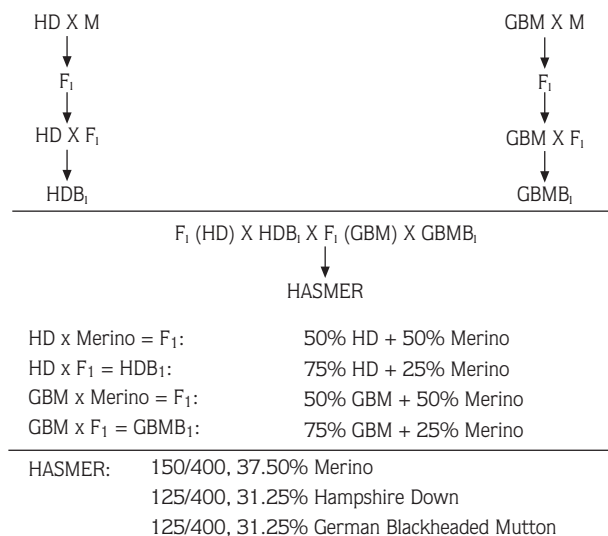 HD X M GBM X M
F₁ F₁
HD X F₁ GBM X F₁
HDB₁ GBMB₁
F₁ (HD) X HDB₁ X F₁ (GBM) X GBMB₁
HASMER
HD x Merino = F₁: 50% HD + 50% Merino
HD x F₁ = HDB₁: 75% HD + 25% Merino
GBM x Merino = F₁: 50% GBM + 50% Merino
GBM x F₁ = GBMB₁: 75% GBM + 25% Merino
HASMER: 150/400, 37.50% Merino
125/400, 31.25% Hampshire Down
125/400, 31.25% German Blackheaded Mutton